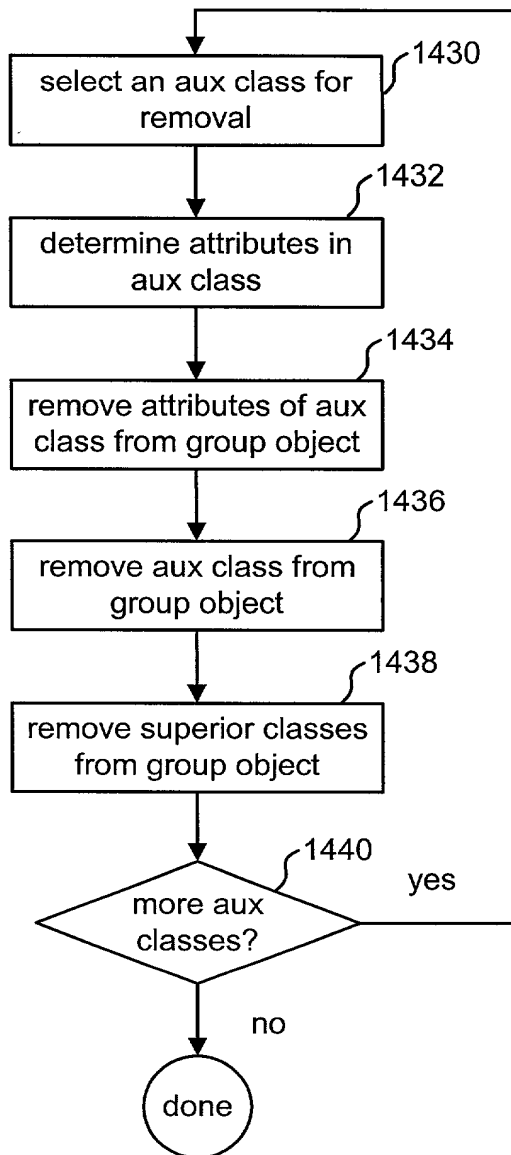 1430
select an aux class for
removal
1432
determine attributes in
aux class
1434
remove attributes of aux
class from group object
1436
remove aux class from
group object
1438
remove superior classes
from group object
1440
more aux
classes?
yes
no
done